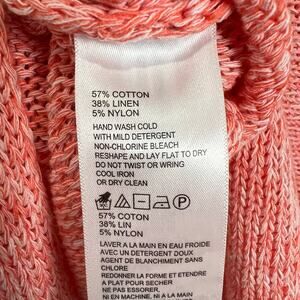 57% COTTON
38% LINEN
5% NYLON
HAND WASH COLD
WITH MILD DETERGENT
NON-CHLORINE BLEACH
RESHAPE AND LAY FLAT TO DRY
DO NOT TWIST OR WRING
COOL IRON
OR DRY CLEAN
P
57% COTON
38% LIN
5% NYLON
LAVER A LA MAIN EN EAU FROIDE
AVEC UN DETERGENT DOUX
AGENT DE BLANCHIMENT SANS
CHLORE
REDONNER LA FORME ET ETENDRE
A PLAT POUR SECHER
NE PAS ESSORER,
NI EN MACHINE, NI A LA MAIN